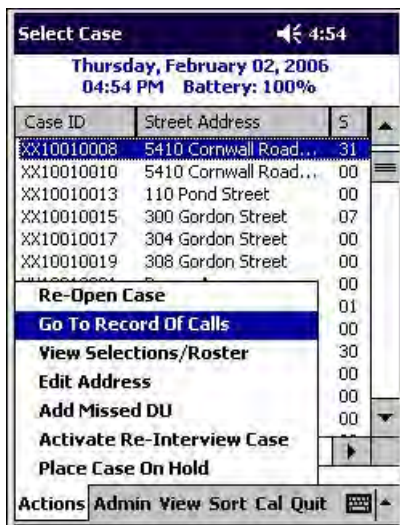 Select Case 4:54
Thursday, February 02, 2006
04:54 PM Battery: 100%
Case ID Street Address S
XX10010008 5410 Cornwall Road... 31
XX10010010 5410 Cornwall Road... 00
XX10010013 110 Pond Street 00
XX10010015 300 Gordon Street 07
XX10010017 304 Gordon Street 00
XX10010019 308 Gordon Street 00
00
Re-Open Case
01
Go To Record Of Calls
00
View Selections/Roster
30
Edit Address
00
00
Add Missed DU
00
Activate Re-Interview Case
Place Case On Hold
Actions Admin View Sort Cal Quit